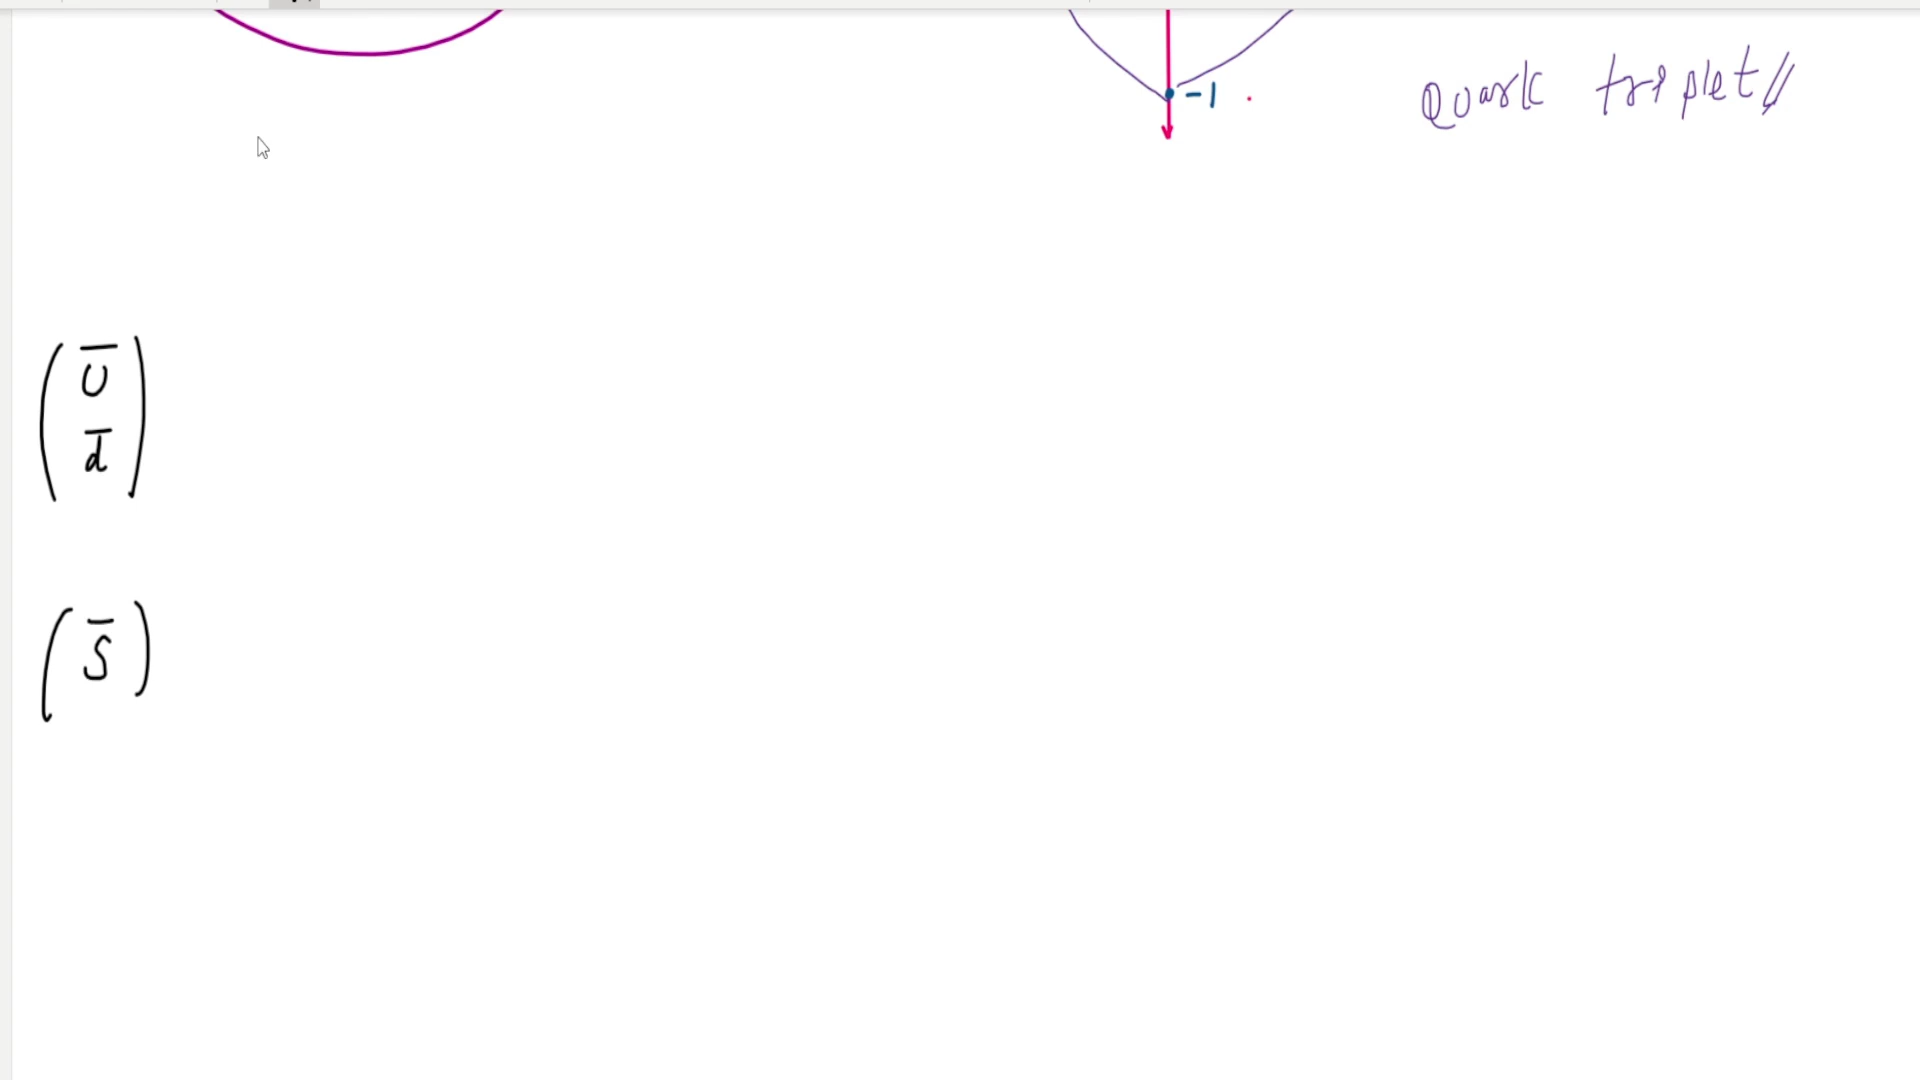 -1
Quark triplet//
(U̅
d̅)
(S̅)